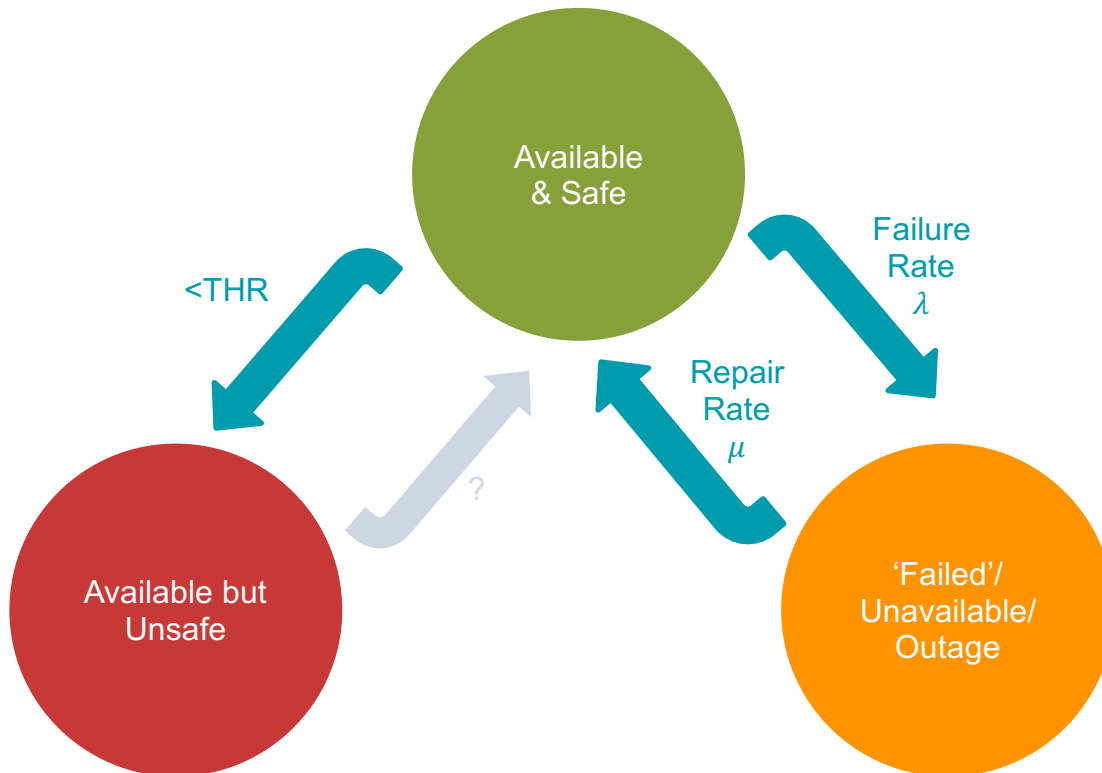 Available
& Safe
<THR
Failure
Rate
λ
Repair
Rate
μ
?
Available but
Unsafe
‘Failed’/
Unavailable/
Outage